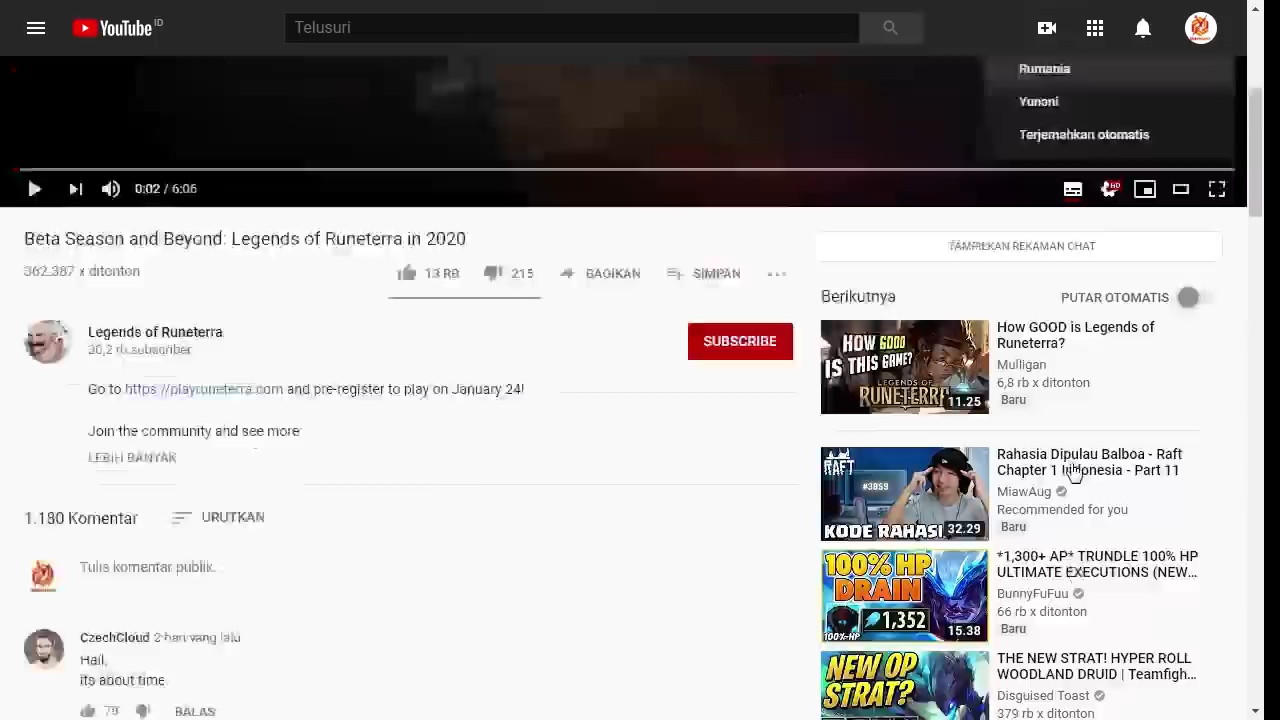 YouTube ID
Telusuri
Rumania
Yunani
Terjemahkan otomatis
0:02 / 6:06
HD
Beta Season and Beyond: Legends of Runeterra in 2020
362.387 x ditonton
13 RB
215
BAGIKAN
SIMPAN
TAMPILKAN REKAMAN CHAT
Berikutnya
PUTAR OTOMATIS
Legends of Runeterra
30,2 rb subscriber
SUBSCRIBE
Go to https://playruneterra.com and pre-register to play on January 24!
Join the community and see more
LEBIH BANYAK
1.180 Komentar
URUTKAN
Tulis komentar publik...
CzechCloud 2 hari yang lalu
Hail,
its about time.
79
BALAS
HOW GOOD
IS THIS GAME?
LEGENDS OF
RUNETERRA
11.25
How GOOD is Legends of
Runeterra?
Mulligan
6,8 rb x ditonton
Baru
RAFT
#3859
KODE RAHASI
32.29
Rahasia Dipulau Balboa - Raft
Chapter 1 Indonesia - Part 11
MiawAug
Recommended for you
Baru
100% HP
DRAIN
1,352
100% HP
15.38
*1,300+ AP* TRUNDLE 100% HP
ULTIMATE EXECUTIONS (NEW...
BunnyFuFuu
66 rb x ditonton
Baru
NEW OP
STRAT?
THE NEW STRAT! HYPER ROLL
WOODLAND DRUID | Teamfigh...
Disguised Toast
379 rb x ditonton